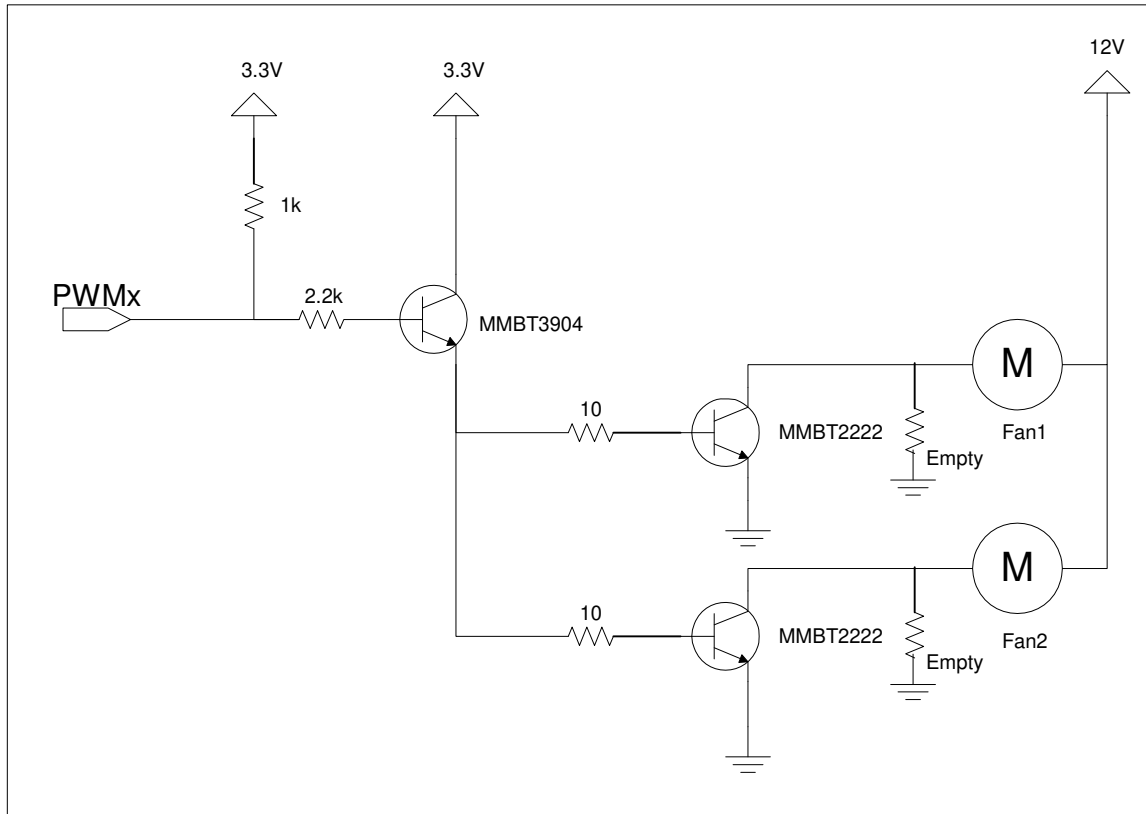 12V
3.3V
3.3V
1k
PWMx
2.2k
MMBT3904
M
10
MMBT2222
Fan1
Empty
M
10
MMBT2222
Fan2
Empty